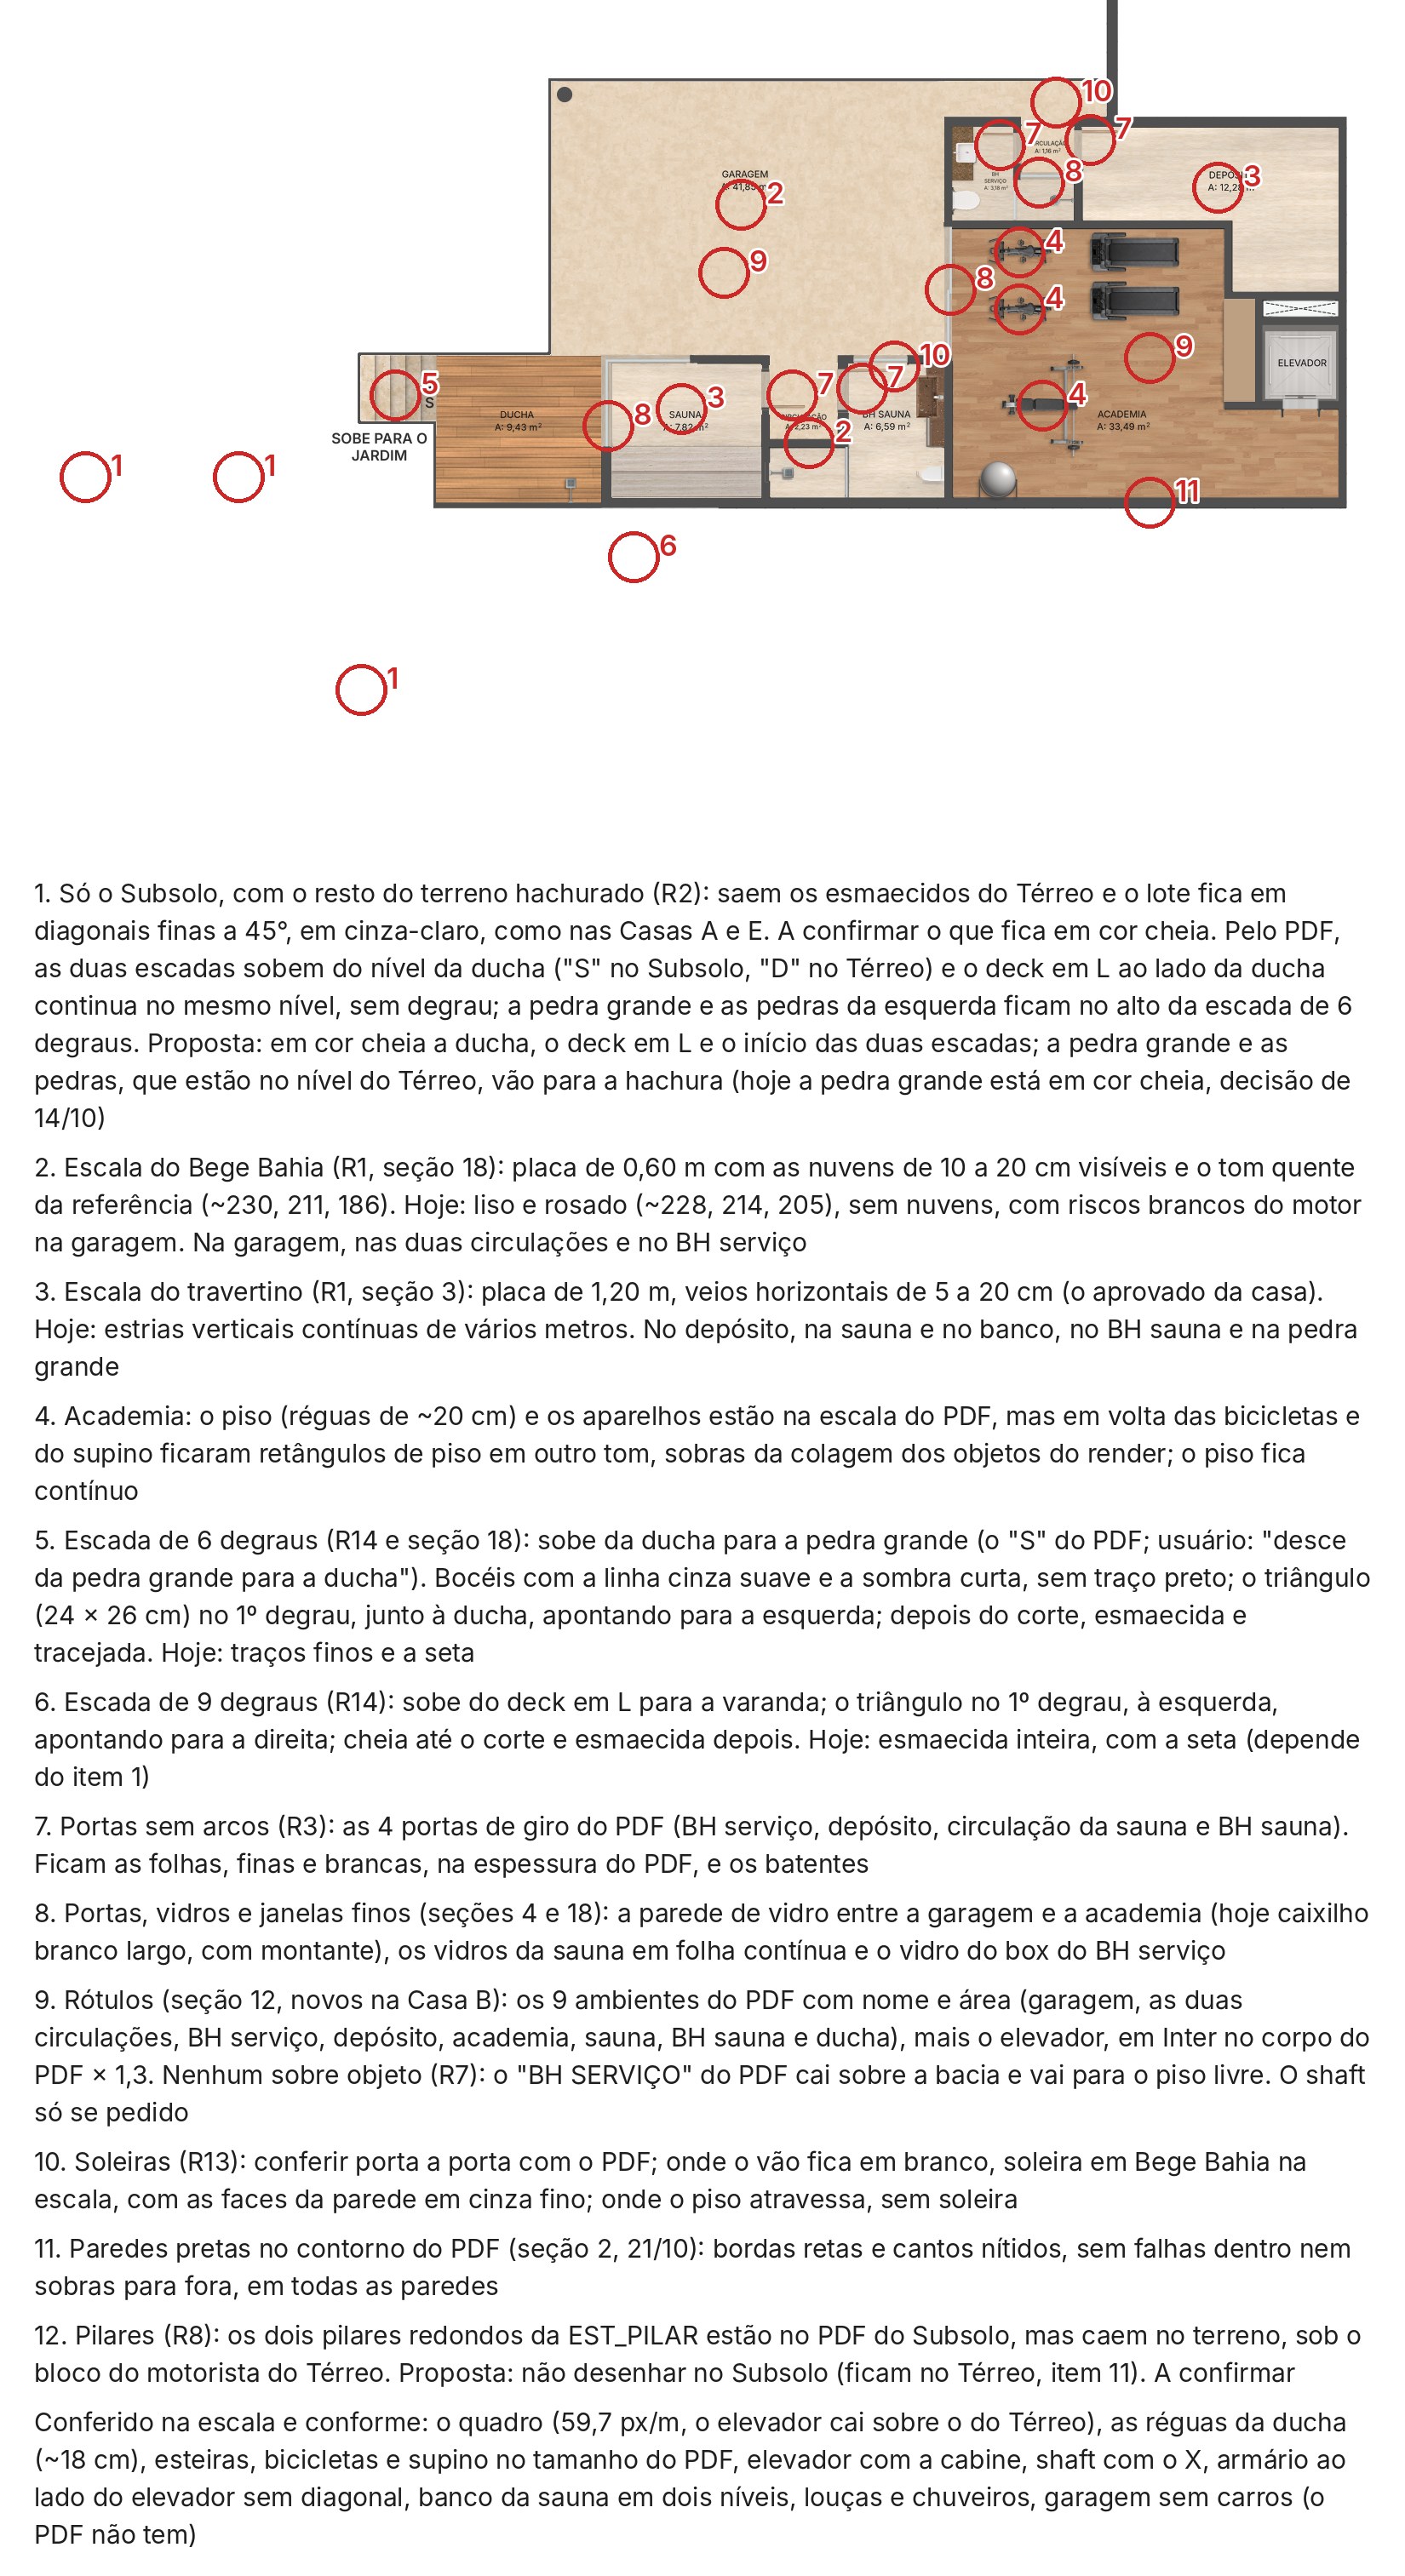 10
7
7
CIRCULAÇÃO
A: 1,16 m²
8
BH
SERVIÇO
A: 3,18 m²
GARAGEM
A: 41,85 m²
2
9
3
A: 12,28
4
4
8
9
10
7
7
5
S
8
3
SAUNA
A: 7,82 m²
DUCHA
A: 9,43 m²
2
A: 2,23 m²
BH SAUNA
A: 6,59 m²
4
ACADEMIA
A: 33,49 m²
ELEVADOR
SOBE PARA O
JARDIM
1
1
11
6
1
1. Só o Subsolo, com o resto do terreno hachurado (R2): saem os esmaecidos do Térreo e o lote fica em
diagonais finas a 45°, em cinza-claro, como nas Casas A e E. A confirmar o que fica em cor cheia. Pelo PDF,
as duas escadas sobem do nível da ducha ("S" no Subsolo, "D" no Térreo) e o deck em L ao lado da ducha
continua no mesmo nível, sem degrau; a pedra grande e as pedras da esquerda ficam no alto da escada de 6
degraus. Proposta: em cor cheia a ducha, o deck em L e o início das duas escadas; a pedra grande e as
pedras, que estão no nível do Térreo, vão para a hachura (hoje a pedra grande está em cor cheia, decisão de
14/10)
2. Escala do Bege Bahia (R1, seção 18): placa de 0,60 m com as nuvens de 10 a 20 cm visíveis e o tom quente
da referência (~230, 211, 186). Hoje: liso e rosado (~228, 214, 205), sem nuvens, com riscos brancos do motor
na garagem. Na garagem, nas duas circulações e no BH serviço
3. Escala do travertino (R1, seção 3): placa de 1,20 m, veios horizontais de 5 a 20 cm (o aprovado da casa).
Hoje: estrias verticais contínuas de vários metros. No depósito, na sauna e no banco, no BH sauna e na pedra
grande
4. Academia: o piso (réguas de ~20 cm) e os aparelhos estão na escala do PDF, mas em volta das bicicletas e
do supino ficaram retângulos de piso em outro tom, sobras da colagem dos objetos do render; o piso fica
contínuo
5. Escada de 6 degraus (R14 e seção 18): sobe da ducha para a pedra grande (o "S" do PDF; usuário: "desce
da pedra grande para a ducha"). Bocéis com a linha cinza suave e a sombra curta, sem traço preto; o triângulo
(24 × 26 cm) no 1º degrau, junto à ducha, apontando para a esquerda; depois do corte, esmaecida e
tracejada. Hoje: traços finos e a seta
6. Escada de 9 degraus (R14): sobe do deck em L para a varanda; o triângulo no 1º degrau, à esquerda,
apontando para a direita; cheia até o corte e esmaecida depois. Hoje: esmaecida inteira, com a seta (depende
do item 1)
7. Portas sem arcos (R3): as 4 portas de giro do PDF (BH serviço, depósito, circulação da sauna e BH sauna).
Ficam as folhas, finas e brancas, na espessura do PDF, e os batentes
8. Portas, vidros e janelas finos (seções 4 e 18): a parede de vidro entre a garagem e a academia (hoje caixilho
branco largo, com montante), os vidros da sauna em folha contínua e o vidro do box do BH serviço
9. Rótulos (seção 12, novos na Casa B): os 9 ambientes do PDF com nome e área (garagem, as duas
circulações, BH serviço, depósito, academia, sauna, BH sauna e ducha), mais o elevador, em Inter no corpo do
PDF × 1,3. Nenhum sobre objeto (R7): o "BH SERVIÇO" do PDF cai sobre a bacia e vai para o piso livre. O shaft
só se pedido
10. Soleiras (R13): conferir porta a porta com o PDF; onde o vão fica em branco, soleira em Bege Bahia na
escala, com as faces da parede em cinza fino; onde o piso atravessa, sem soleira
11. Paredes pretas no contorno do PDF (seção 2, 21/10): bordas retas e cantos nítidos, sem falhas dentro nem
sobras para fora, em todas as paredes
12. Pilares (R8): os dois pilares redondos da EST_PILAR estão no PDF do Subsolo, mas caem no terreno, sob o
bloco do motorista do Térreo. Proposta: não desenhar no Subsolo (ficam no Térreo, item 11). A confirmar
Conferido na escala e conforme: o quadro (59,7 px/m, o elevador cai sobre o do Térreo), as réguas da ducha
(~18 cm), esteiras, bicicletas e supino no tamanho do PDF, elevador com a cabine, shaft com o X, armário ao
lado do elevador sem diagonal, banco da sauna em dois níveis, louças e chuveiros, garagem sem carros (o
PDF não tem)